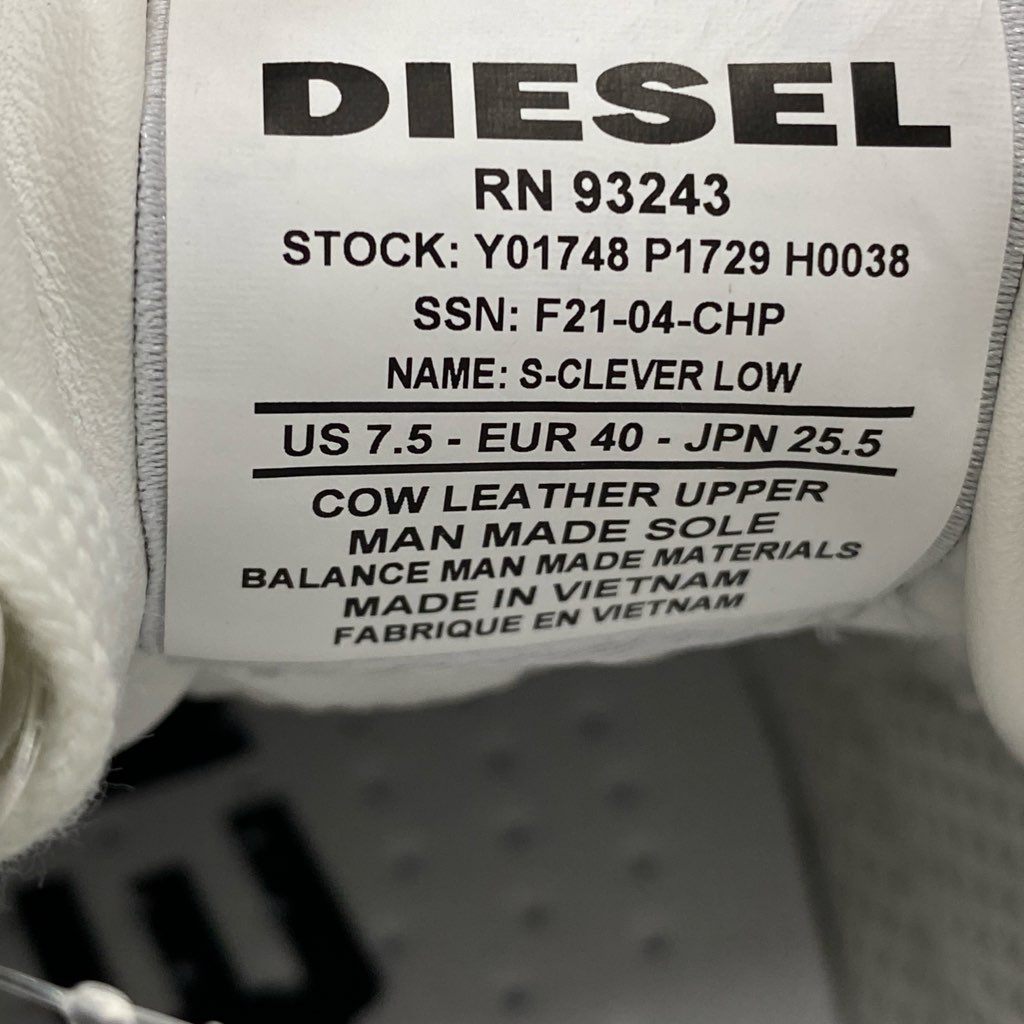 DIESEL
RN 93243
STOCK: Y01748 P1729 H0038
SSN: F21-04-CHP
NAME: S-CLEVER LOW
US 7.5 - EUR 40 - JPN 25.5
COW LEATHER UPPER
MAN MADE SOLE
BALANCE MAN MADE MATERIALS
MADE IN VIETNAM
FABRIQUE EN VIETNAM